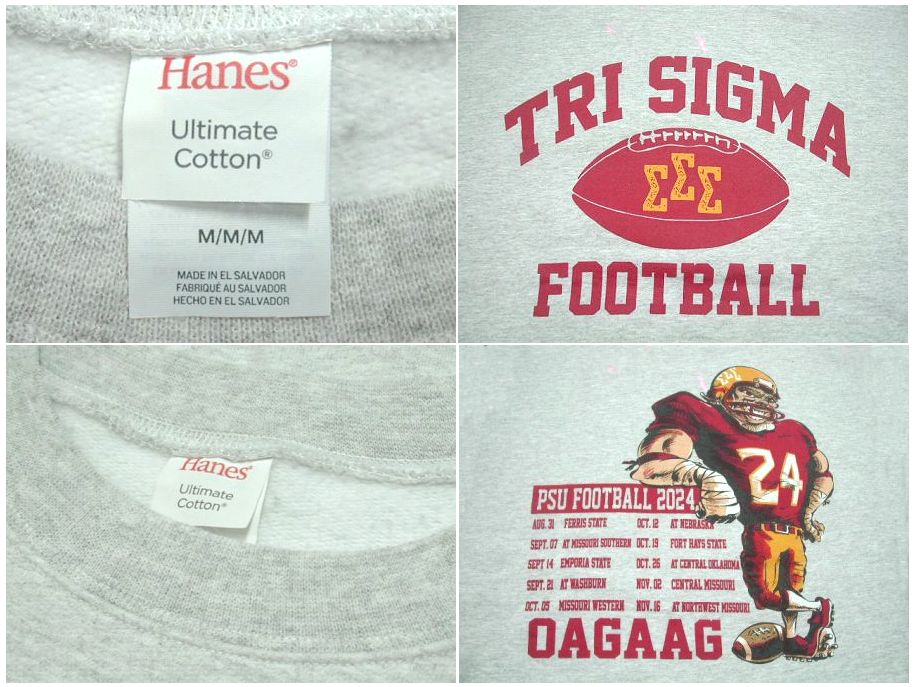 Hanes®
Ultimate
Cotton®
M/M/M
MADE IN EL SALVADOR
FABRIQUÉ AU SALVADOR
HECHO EN EL SALVADOR
TRI SIGMA
ΣΣΣ
FOOTBALL
Hanes®
Ultimate
Cotton®
ΣΣΣ
24
PSU FOOTBALL 2024
AUG. 31 FERRIS STATE OCT. 12 AT NEBRASKA
SEPT. 07 AT MISSOURI SOUTHERN OCT. 19 FORT HAYS STATE
SEPT 14 EMPORIA STATE OCT. 26 AT CENTRAL OKLAHOMA
SEPT. 21 AT WASHBURN NOV. 02 CENTRAL MISSOURI
OCT. 05 MISSOURI WESTERN NOV. 16 AT NORTHWEST MISSOURI
OAGAAG